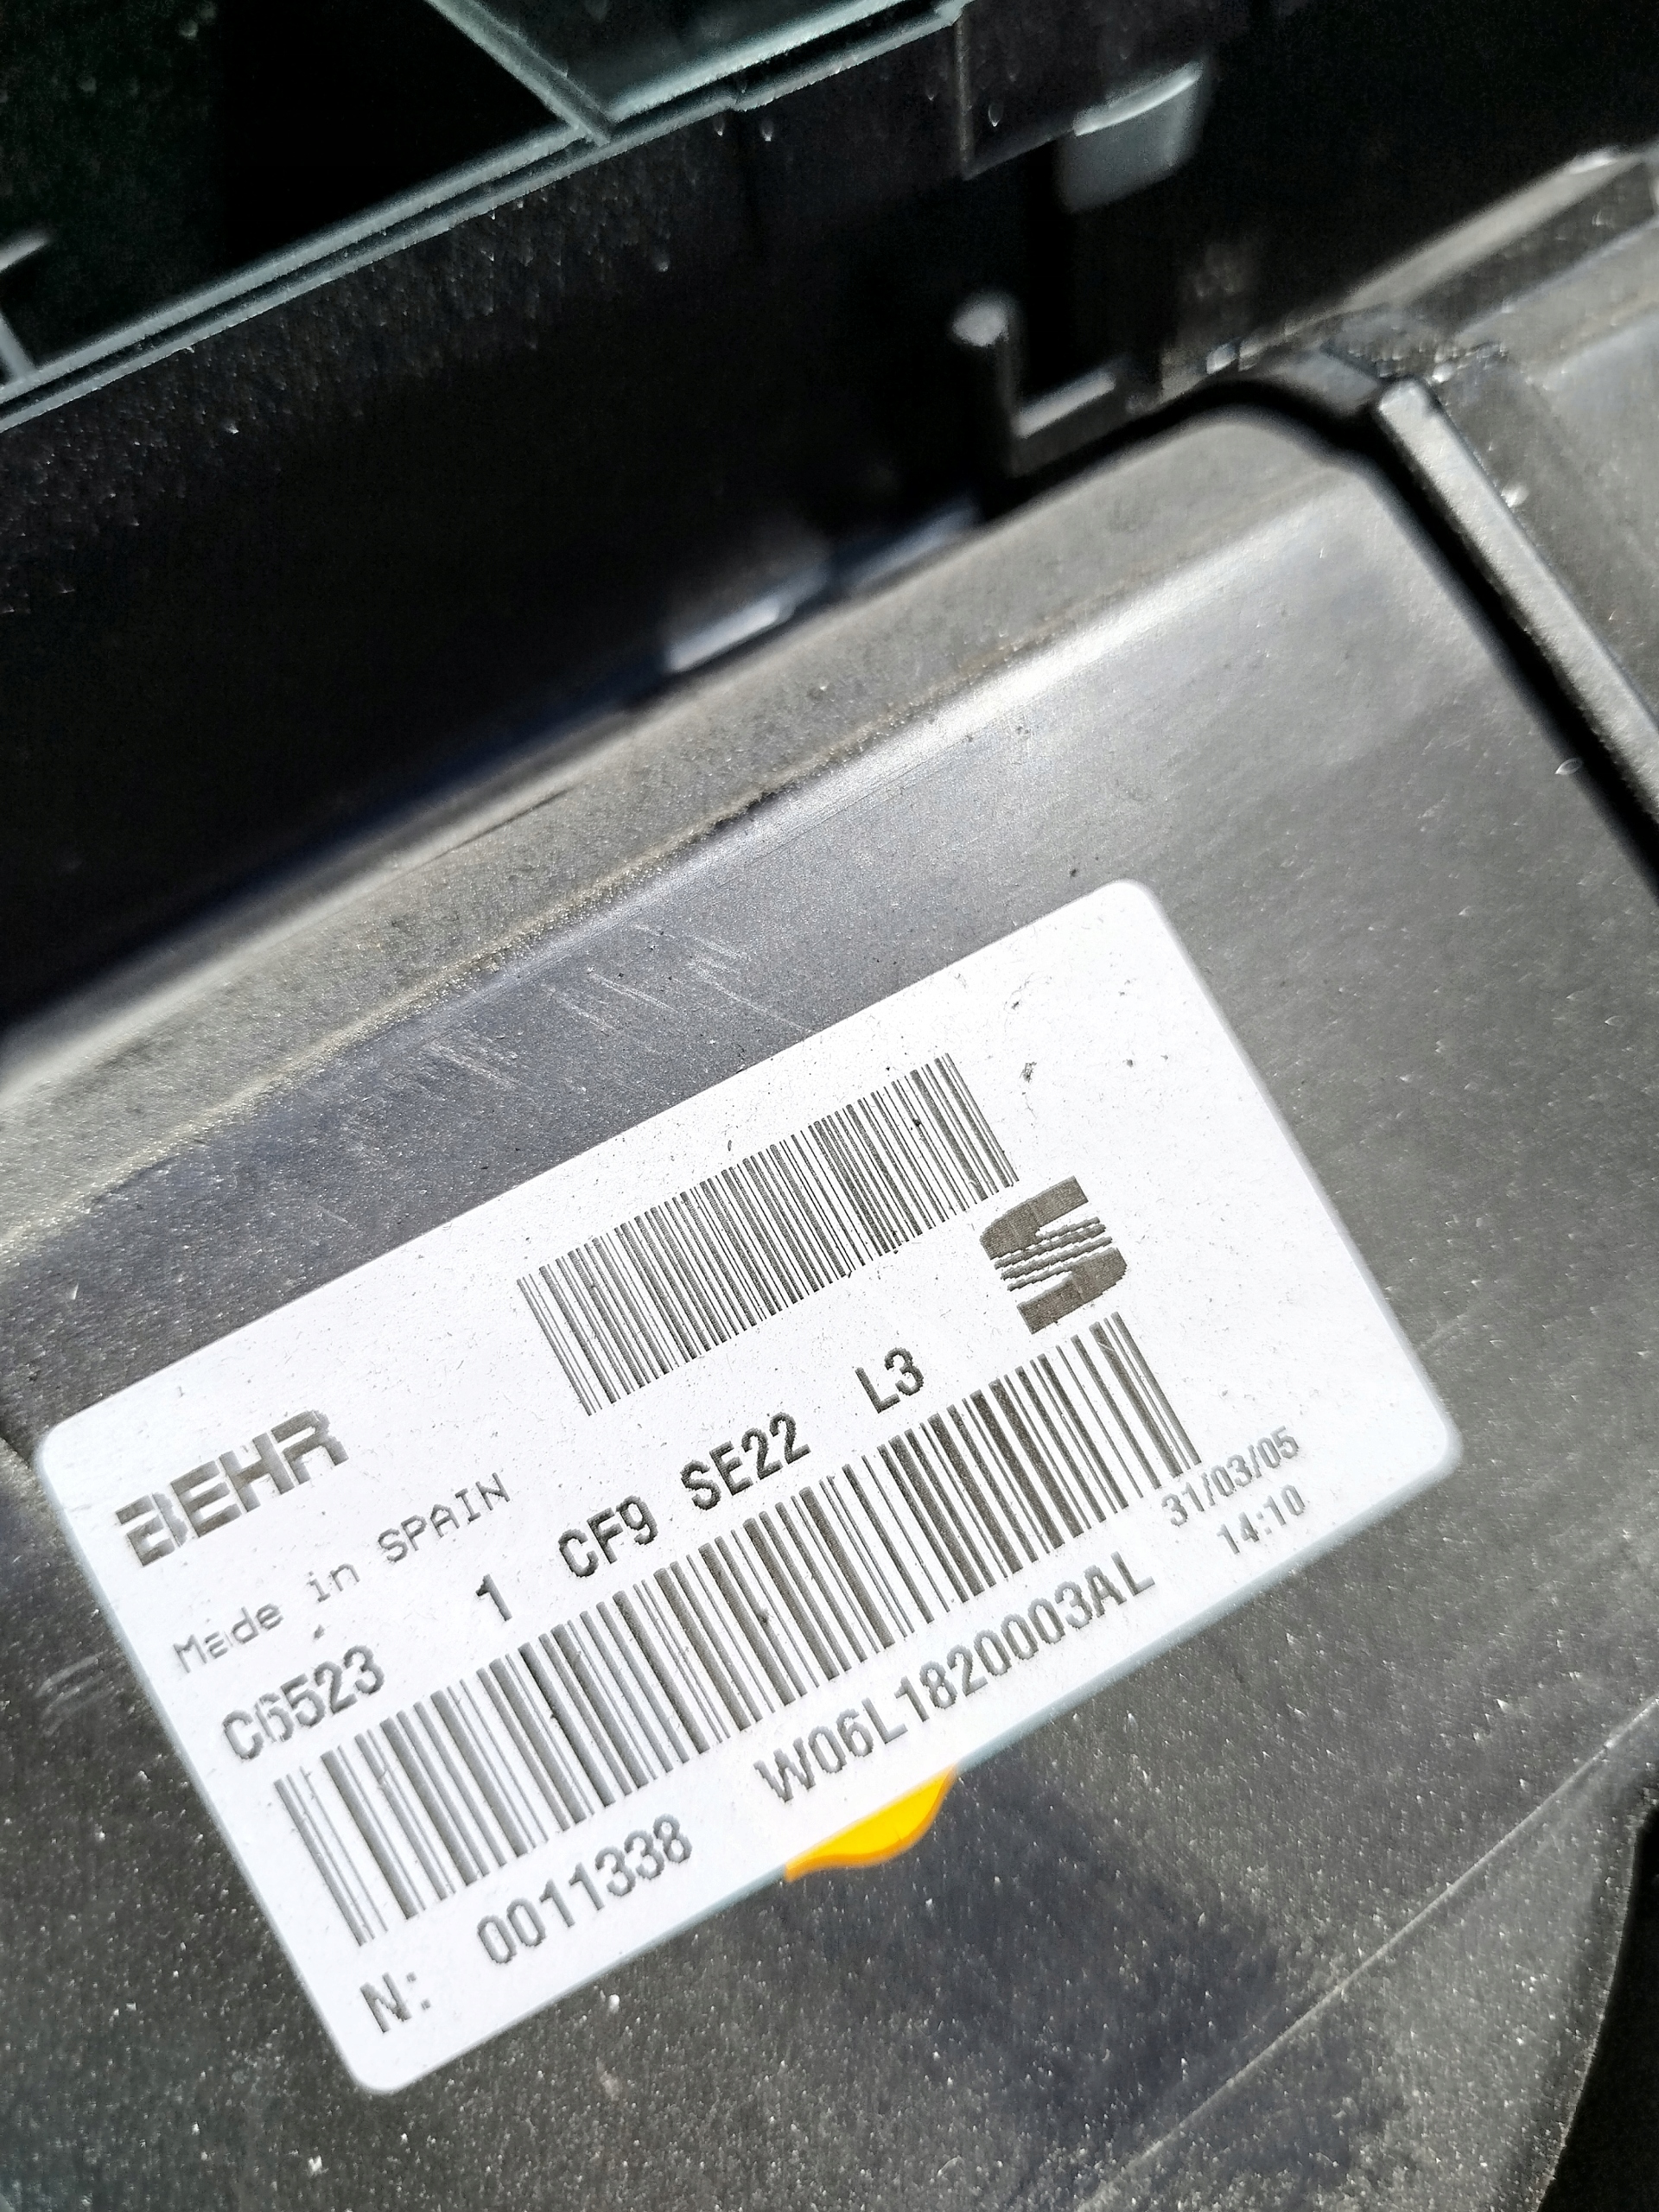 BEHR
Made in SPAIN
C6523 1 CF9 SE22 L3
31/03/05
14:10
N: 0011338 W06L1820003AL